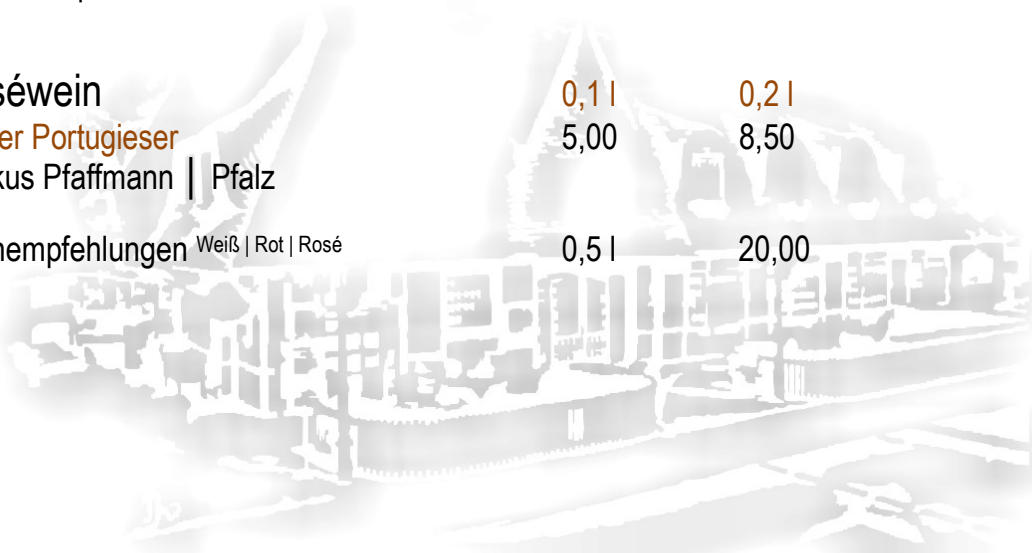 séwein 0,1 l 0,2 l
er Portugieser 5,00 8,50
kus Pfaffmann | Pfalz
nempfehlungen Weiß | Rot | Rosé 0,5 l 20,00